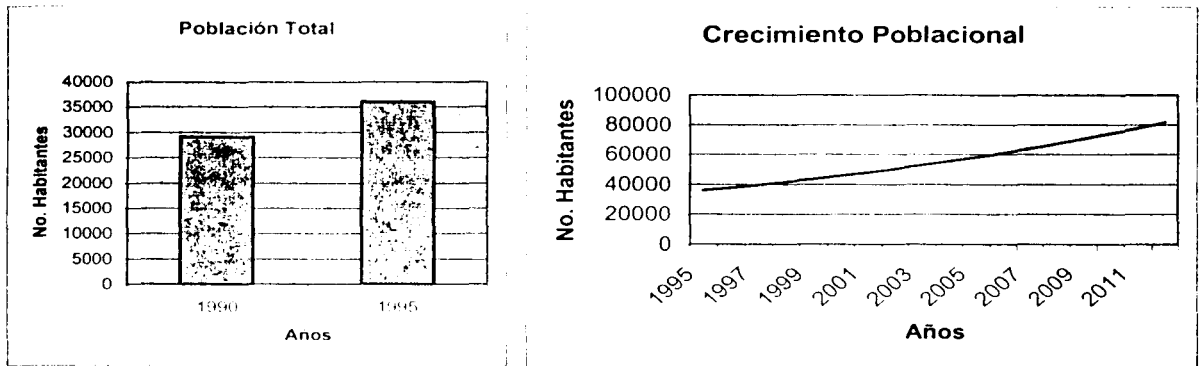 Población Total
40000
35000
30000
25000
20000
15000
10000
5000
0
No. Habitantes
1990 1995
Anos
Crecimiento Poblacional
100000
80000
60000
40000
20000
0
No. Habitantes
1995 1997 1999 2001 2003 2005 2007 2009 2011
Años